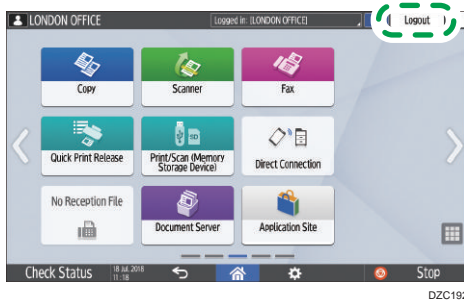 LONDON OFFICE
Logged in: [LONDON OFFICE]
Logout
Copy
Scanner
Fax
Quick Print Release
Print/Scan (Memory
Storage Device)
SD
Direct Connection
No Reception File
Document Server
Application Site
Check Status
18 Jul. 2018
11:18
Stop
DZC192